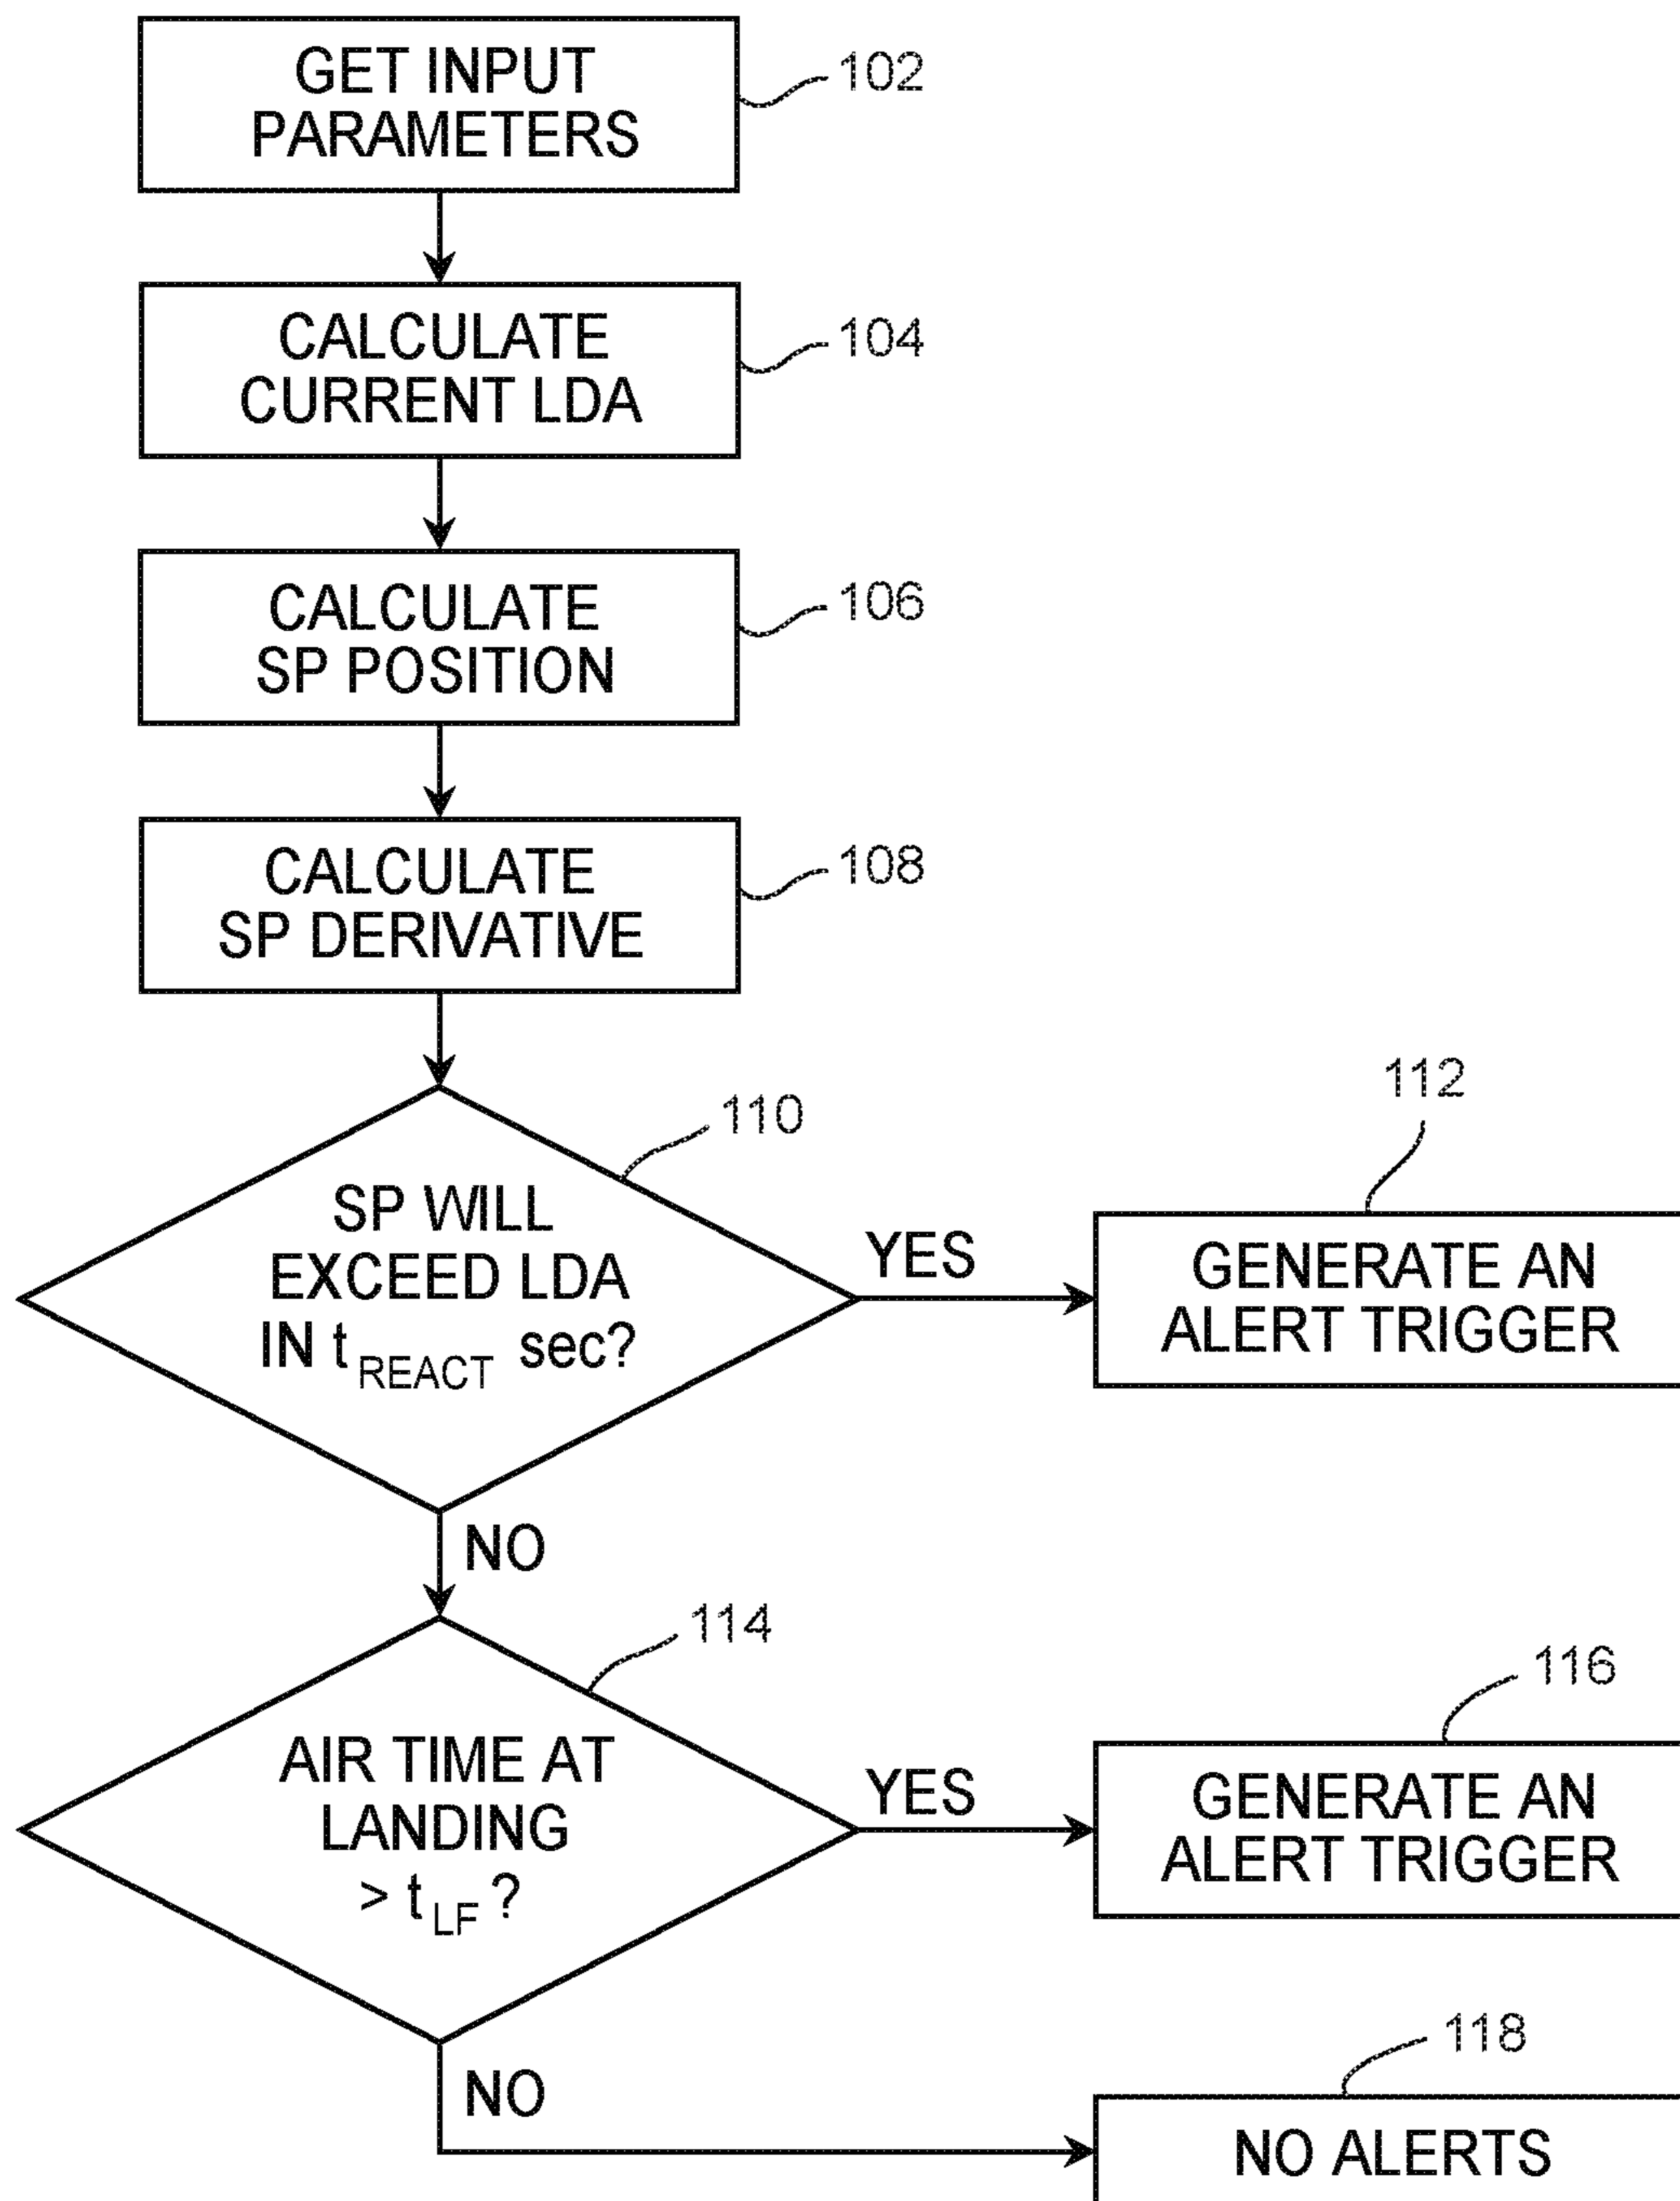 GET INPUT
PARAMETERS
102
CALCULATE
CURRENT LDA
104
CALCULATE
SP POSITION
106
CALCULATE
SP DERIVATIVE
108
110
SP WILL
EXCEED LDA
IN t REACT sec?
YES
112
GENERATE AN
ALERT TRIGGER
NO
114
AIR TIME AT
LANDING
> t LF ?
YES
116
GENERATE AN
ALERT TRIGGER
NO
118
NO ALERTS